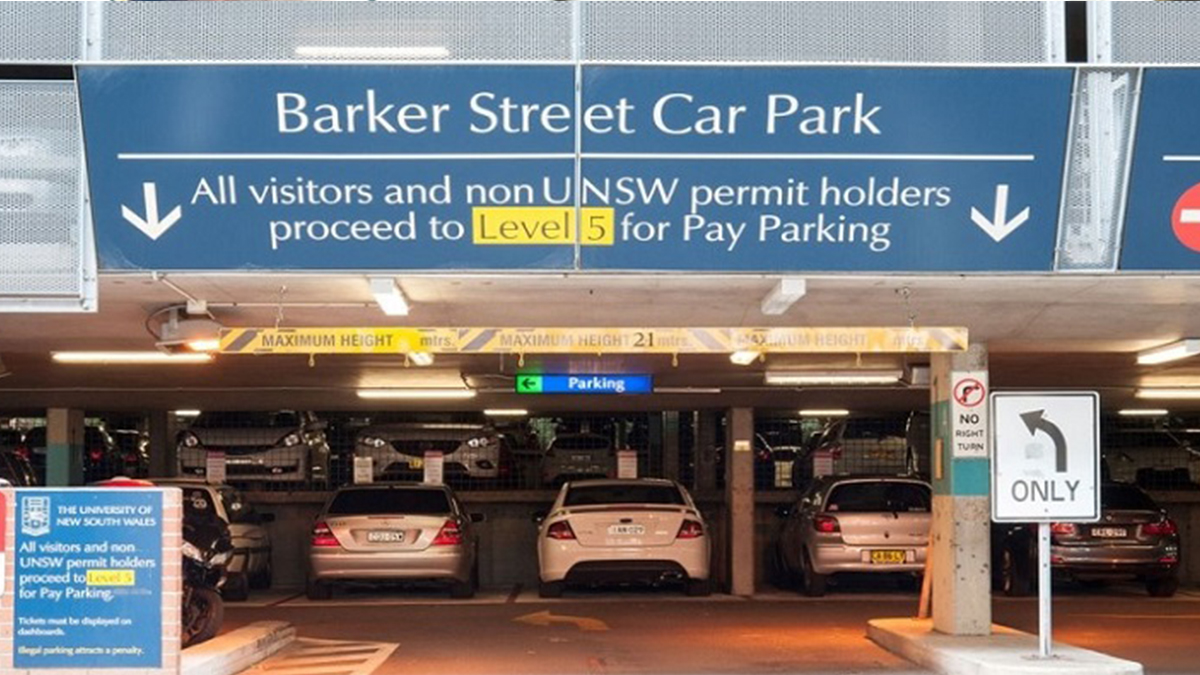 Barker Street Car Park
All visitors and non UNSW permit holders
proceed to Level 5 for Pay Parking
MAXIMUM HEIGHT mtrs.
MAXIMUM HEIGHT 21 mtrs.
MAXIMUM HEIGHT mtrs.
Parking
NO
RIGHT
TURN
ONLY
THE UNIVERSITY OF
NEW SOUTH WALES
All visitors and non
UNSW permit holders
proceed to Level 5
for Pay Parking.
Tickets must be displayed on
dashboards.
Illegal parking attracts a penalty.